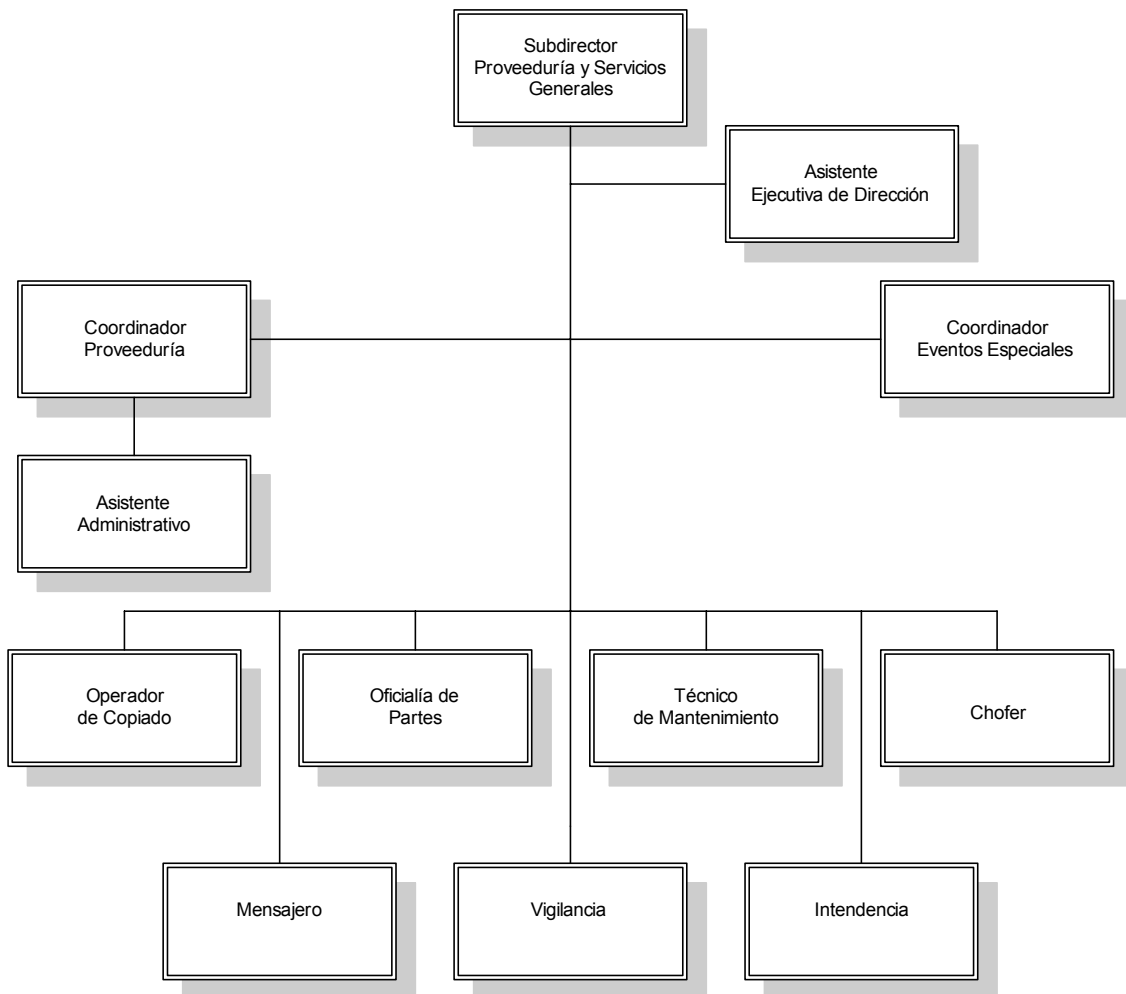 Subdirector
Proveeduría y Servicios
Generales
Asistente
Ejecutiva de Dirección
Coordinador
Proveeduría
Coordinador
Eventos Especiales
Asistente
Administrativo
Operador
de Copiado
Oficialía de
Partes
Técnico
de Mantenimiento
Chofer
Mensajero
Vigilancia
Intendencia